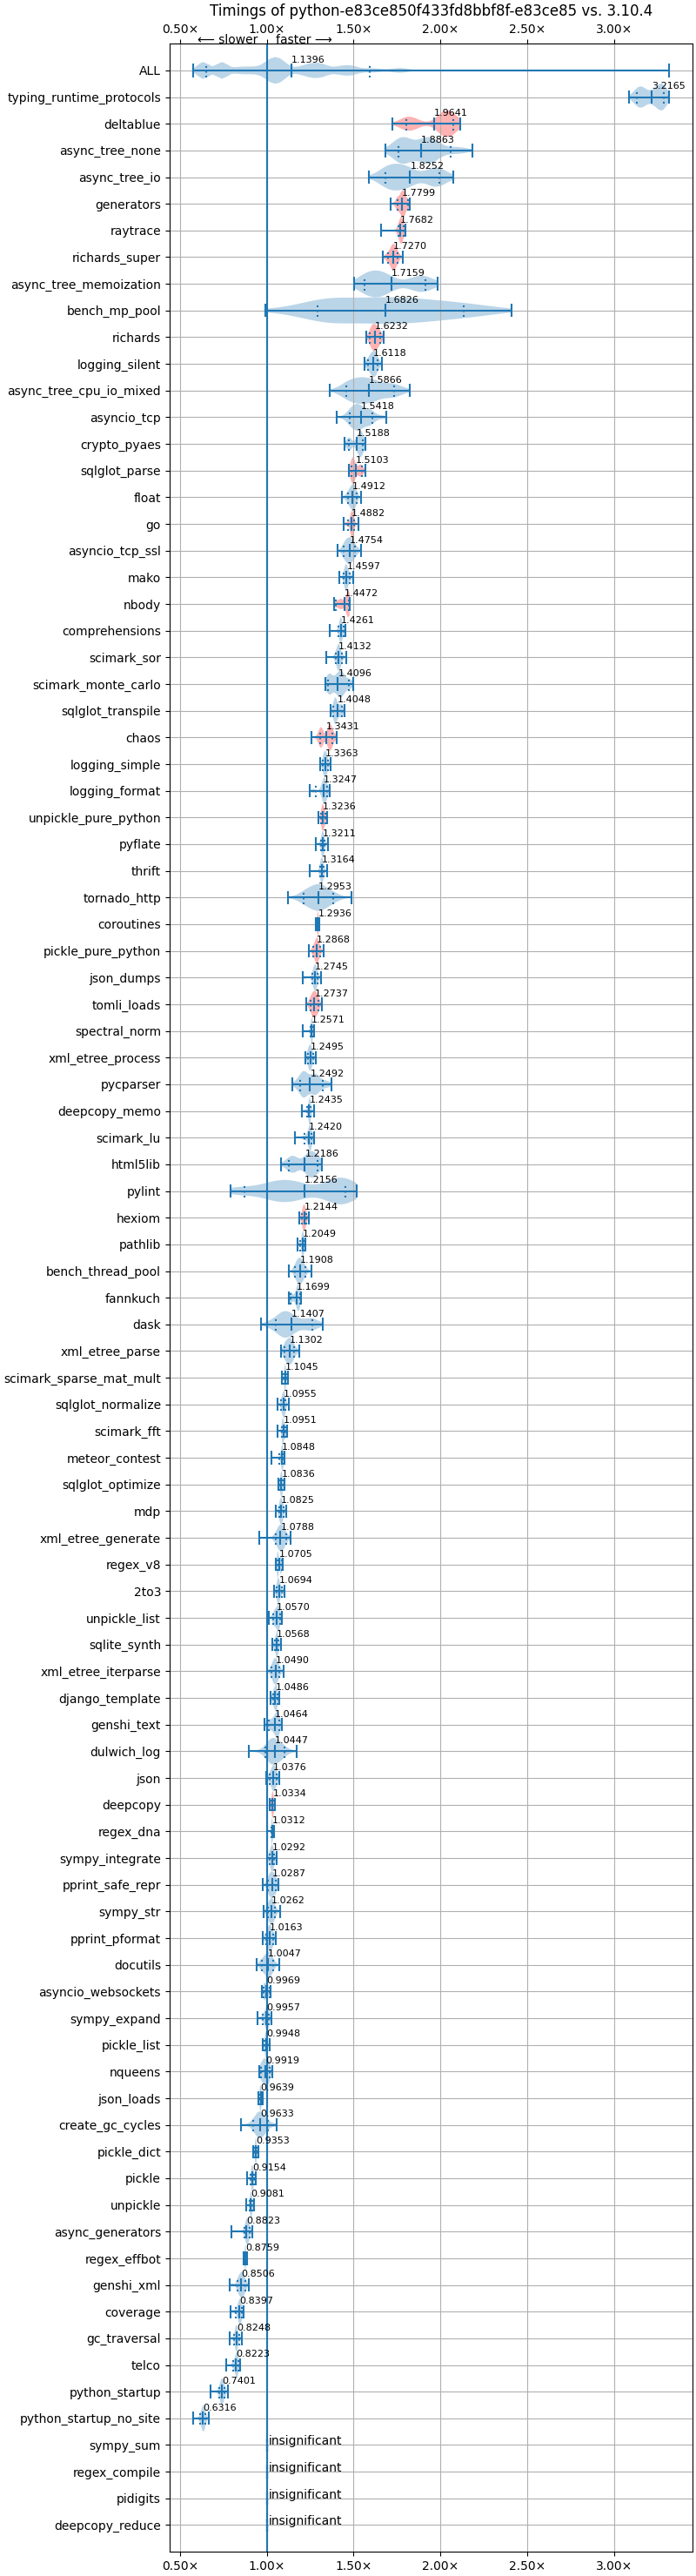 Timings of python-e83ce850f433fd8bbf8f-e83ce85 vs. 3.10.4
0.50× 1.00× 1.50× 2.00× 2.50× 3.00×
← slower faster →
ALL 1.1396
typing_runtime_protocols 3.2165
deltablue 1.9641
async_tree_none 1.8863
async_tree_io 1.8252
generators 1.7799
raytrace 1.7682
richards_super 1.7270
async_tree_memoization 1.7159
bench_mp_pool 1.6826
richards 1.6232
logging_silent 1.6118
async_tree_cpu_io_mixed 1.5866
asyncio_tcp 1.5418
crypto_pyaes 1.5188
sqlglot_parse 1.5103
float 1.4912
go 1.4882
asyncio_tcp_ssl 1.4754
mako 1.4597
nbody 1.4472
comprehensions 1.4261
scimark_sor 1.4132
scimark_monte_carlo 1.4096
sqlglot_transpile 1.4048
chaos 1.3431
logging_simple 1.3363
logging_format 1.3247
unpickle_pure_python 1.3236
pyflate 1.3211
thrift 1.3164
tornado_http 1.2953
coroutines 1.2936
pickle_pure_python 1.2868
json_dumps 1.2745
tomli_loads 1.2737
spectral_norm 1.2571
xml_etree_process 1.2495
pycparser 1.2492
deepcopy_memo 1.2435
scimark_lu 1.2420
html5lib 1.2186
pylint 1.2156
hexiom 1.2144
pathlib 1.2049
bench_thread_pool 1.1908
fannkuch 1.1699
dask 1.1407
xml_etree_parse 1.1302
scimark_sparse_mat_mult 1.1045
sqlglot_normalize 1.0955
scimark_fft 1.0951
meteor_contest 1.0848
sqlglot_optimize 1.0836
mdp 1.0825
xml_etree_generate 1.0788
regex_v8 1.0705
2to3 1.0694
unpickle_list 1.0570
sqlite_synth 1.0568
xml_etree_iterparse 1.0490
django_template 1.0486
genshi_text 1.0464
dulwich_log 1.0447
json 1.0376
deepcopy 1.0334
regex_dna 1.0312
sympy_integrate 1.0292
pprint_safe_repr 1.0287
sympy_str 1.0262
pprint_pformat 1.0163
docutils 1.0047
asyncio_websockets 0.9969
sympy_expand 0.9957
pickle_list 0.9948
nqueens 0.9919
json_loads 0.9639
create_gc_cycles 0.9633
pickle_dict 0.9353
pickle 0.9154
unpickle 0.9081
async_generators 0.8823
regex_effbot 0.8759
genshi_xml 0.8506
coverage 0.8397
gc_traversal 0.8248
telco 0.8223
python_startup 0.7401
python_startup_no_site 0.6316
sympy_sum insignificant
regex_compile insignificant
pidigits insignificant
deepcopy_reduce insignificant
0.50× 1.00× 1.50× 2.00× 2.50× 3.00×